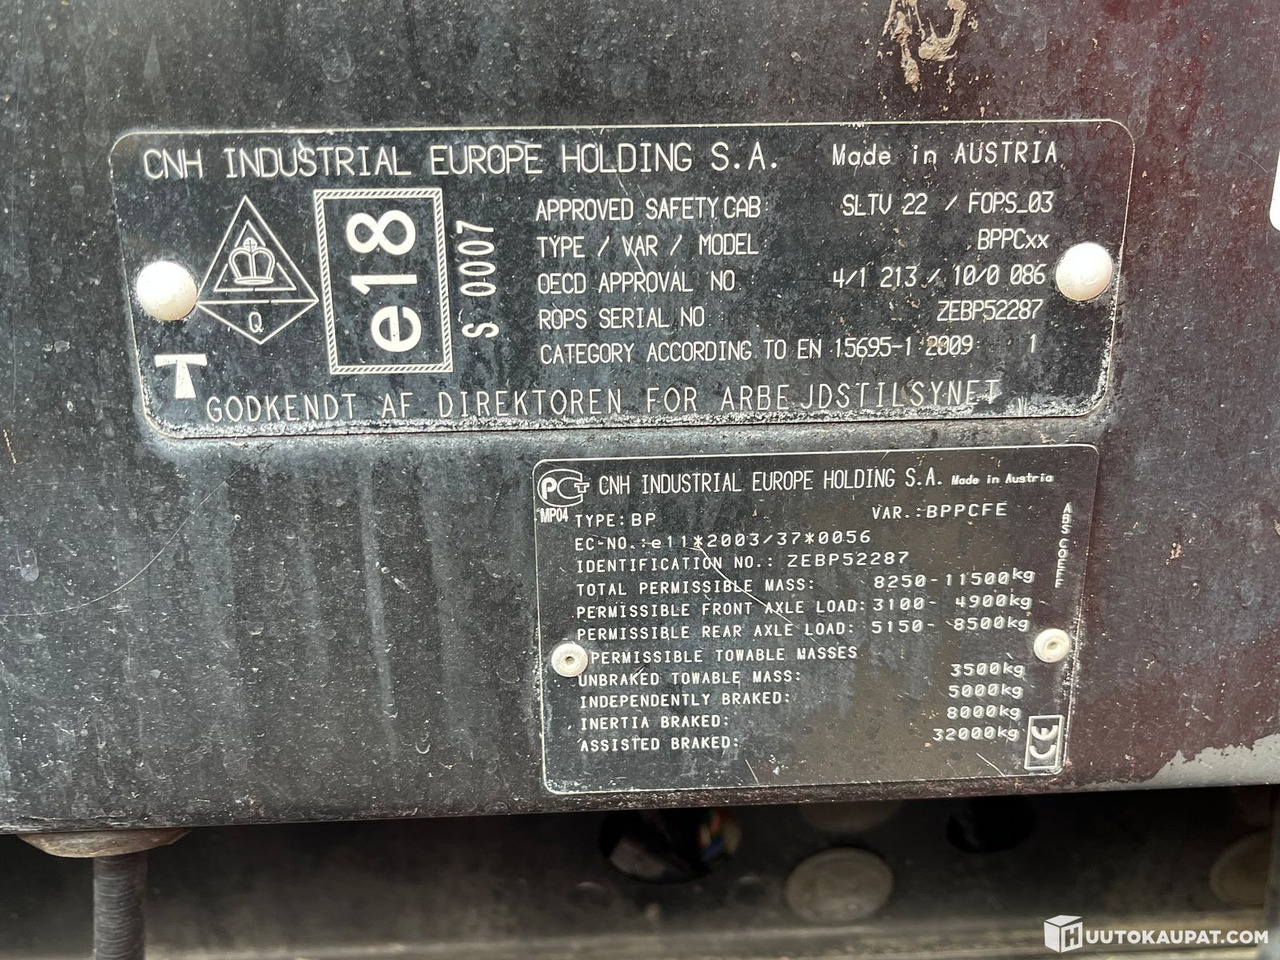 CNH INDUSTRIAL EUROPE HOLDING S.A. Made in AUSTRIA
Q
e18
S 0007
T
APPROVED SAFETY CAB: SLTV 22 / FOPS_03
TYPE / VAR / MODEL BPPCxx
OECD APPROVAL NO 4/1 213 / 10/0 086
ROPS SERIAL NO : ZEBP52287
CATEGORY ACCORDING TO EN 15695-1 2009 1
GODKENDT AF DIREKTOREN FOR ARBEJDSTILSYNET
CNH INDUSTRIAL EUROPE HOLDING S.A. Made in Austria
MP04
TYPE: BP VAR.: BPPCFE
EC-NO.: e11*2003/37*0056
IDENTIFICATION NO.: ZEBP52287
TOTAL PERMISSIBLE MASS: 8250-11500kg
PERMISSIBLE FRONT AXLE LOAD: 3100- 4900kg
PERMISSIBLE REAR AXLE LOAD: 5150- 8500kg
PERMISSIBLE TOWABLE MASSES
UNBRAKED TOWABLE MASS: 3500kg
INDEPENDENTLY BRAKED: 5000kg
INERTIA BRAKED: 8000kg
ASSISTED BRAKED: 32000kg
CE
HUUTOKAUPAT.COM